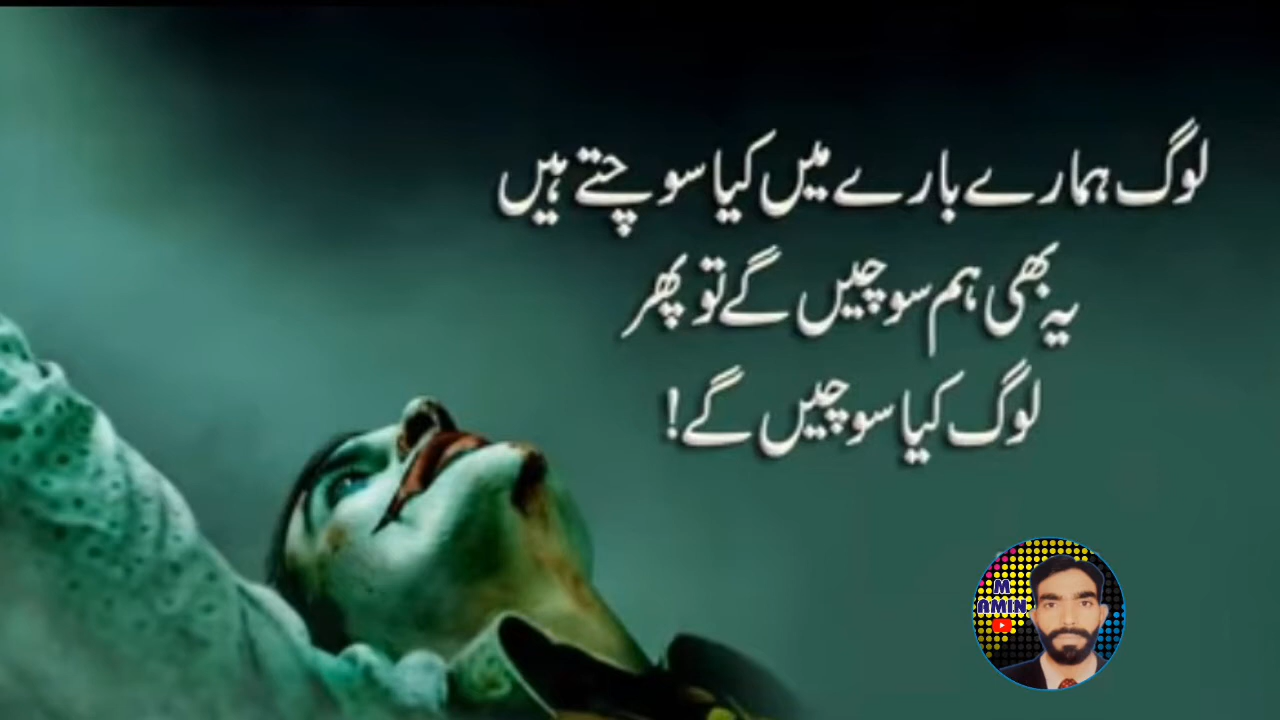 لوگ ہمارے بارے میں کیا سوچتے ہیں
یہ بھی ہم سوچیں گے تو پھر
لوگ کیا سوچیں گے!
M
AMIN